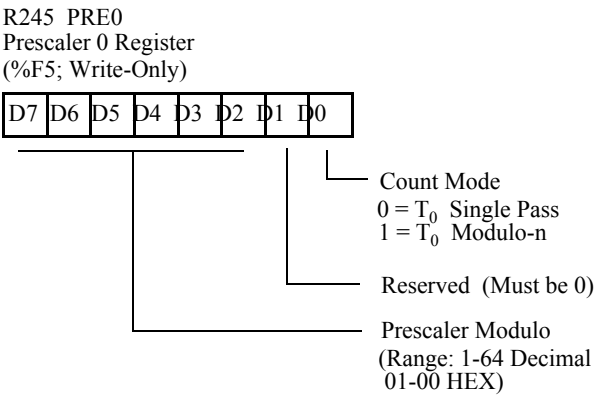 R245 PRE0
Prescaler 0 Register
(%F5; Write-Only)
D7 D6 D5 D4 D3 D2 D1 D0
Count Mode
0 = T0 Single Pass
1 = T0 Modulo-n
Reserved (Must be 0)
Prescaler Modulo
(Range: 1-64 Decimal
01-00 HEX)